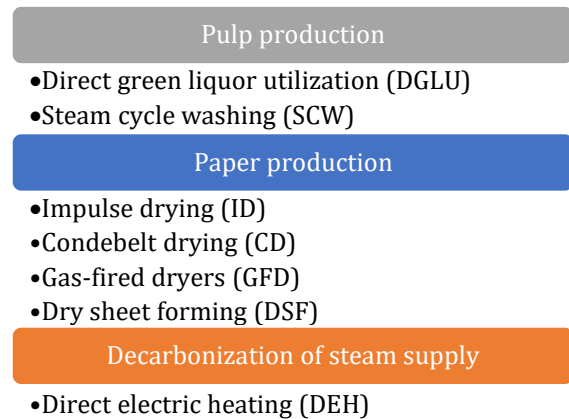 Pulp production
•Direct green liquor utilization (DGLU)
•Steam cycle washing (SCW)
Paper production
•Impulse drying (ID)
•Condebelt drying (CD)
•Gas-fired dryers (GFD)
•Dry sheet forming (DSF)
Decarbonization of steam supply
•Direct electric heating (DEH)